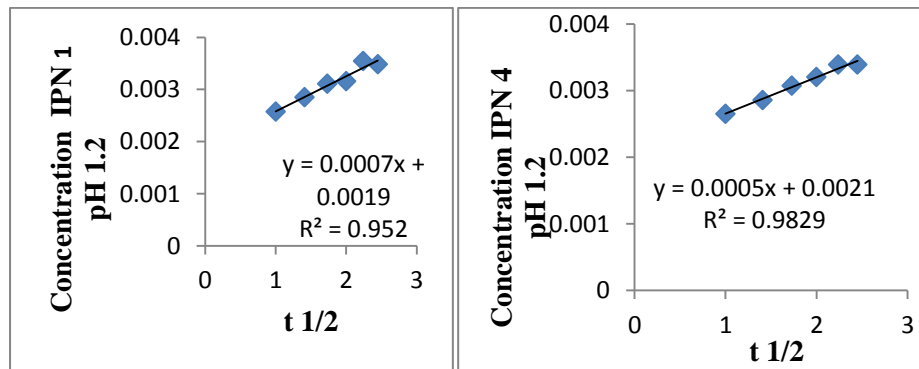 Concentration IPN 1
pH 1.2
0.004
0.003
0.002
0.001
0
y = 0.0007x +
0.0019
R² = 0.952
0
1
2
3
t 1/2
Concentration IPN 4
pH 1.2
0.004
0.003
0.002
0.001
0
y = 0.0005x + 0.0021
R² = 0.9829
0
1
2
3
t 1/2